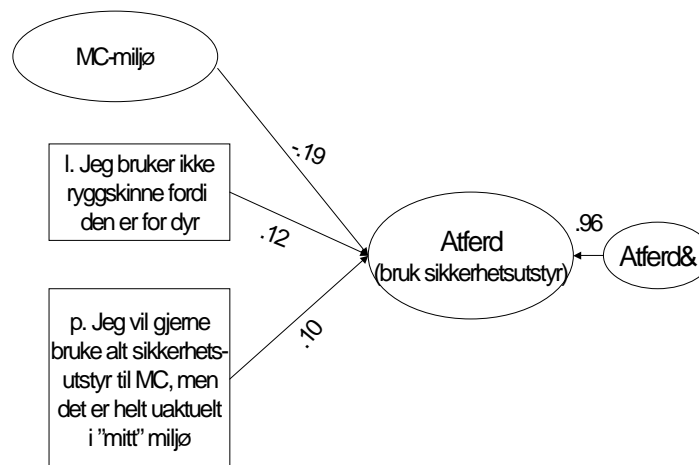 MC-miljø
-.19
l. Jeg bruker ikke
ryggskinne fordi
den er for dyr
.12
Atferd
(bruk sikkerhetsutstyr)
.96
Atferd&
p. Jeg vil gjerne
bruke alt sikkerhets-
utstyr til MC, men
det er helt uaktuelt
i ”mitt” miljø
.10